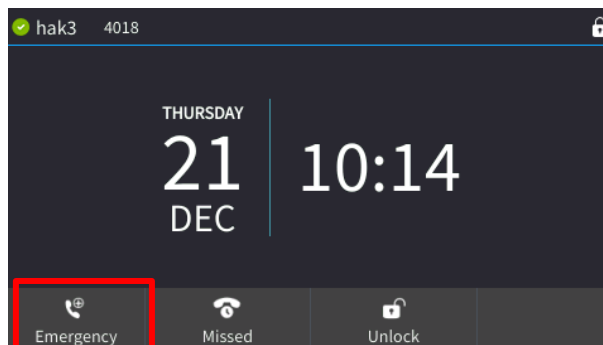 hak3 4018
THURSDAY
21
DEC
10:14
Emergency Missed Unlock